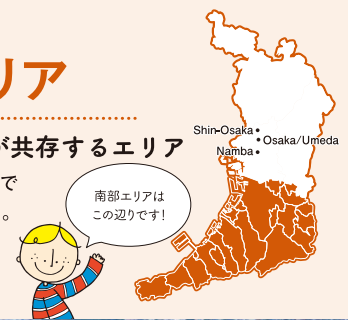 リア
が共存するエリア
で
。
Shin-Osaka
Osaka/Umeda
Namba
南部エリアは
この辺りです!